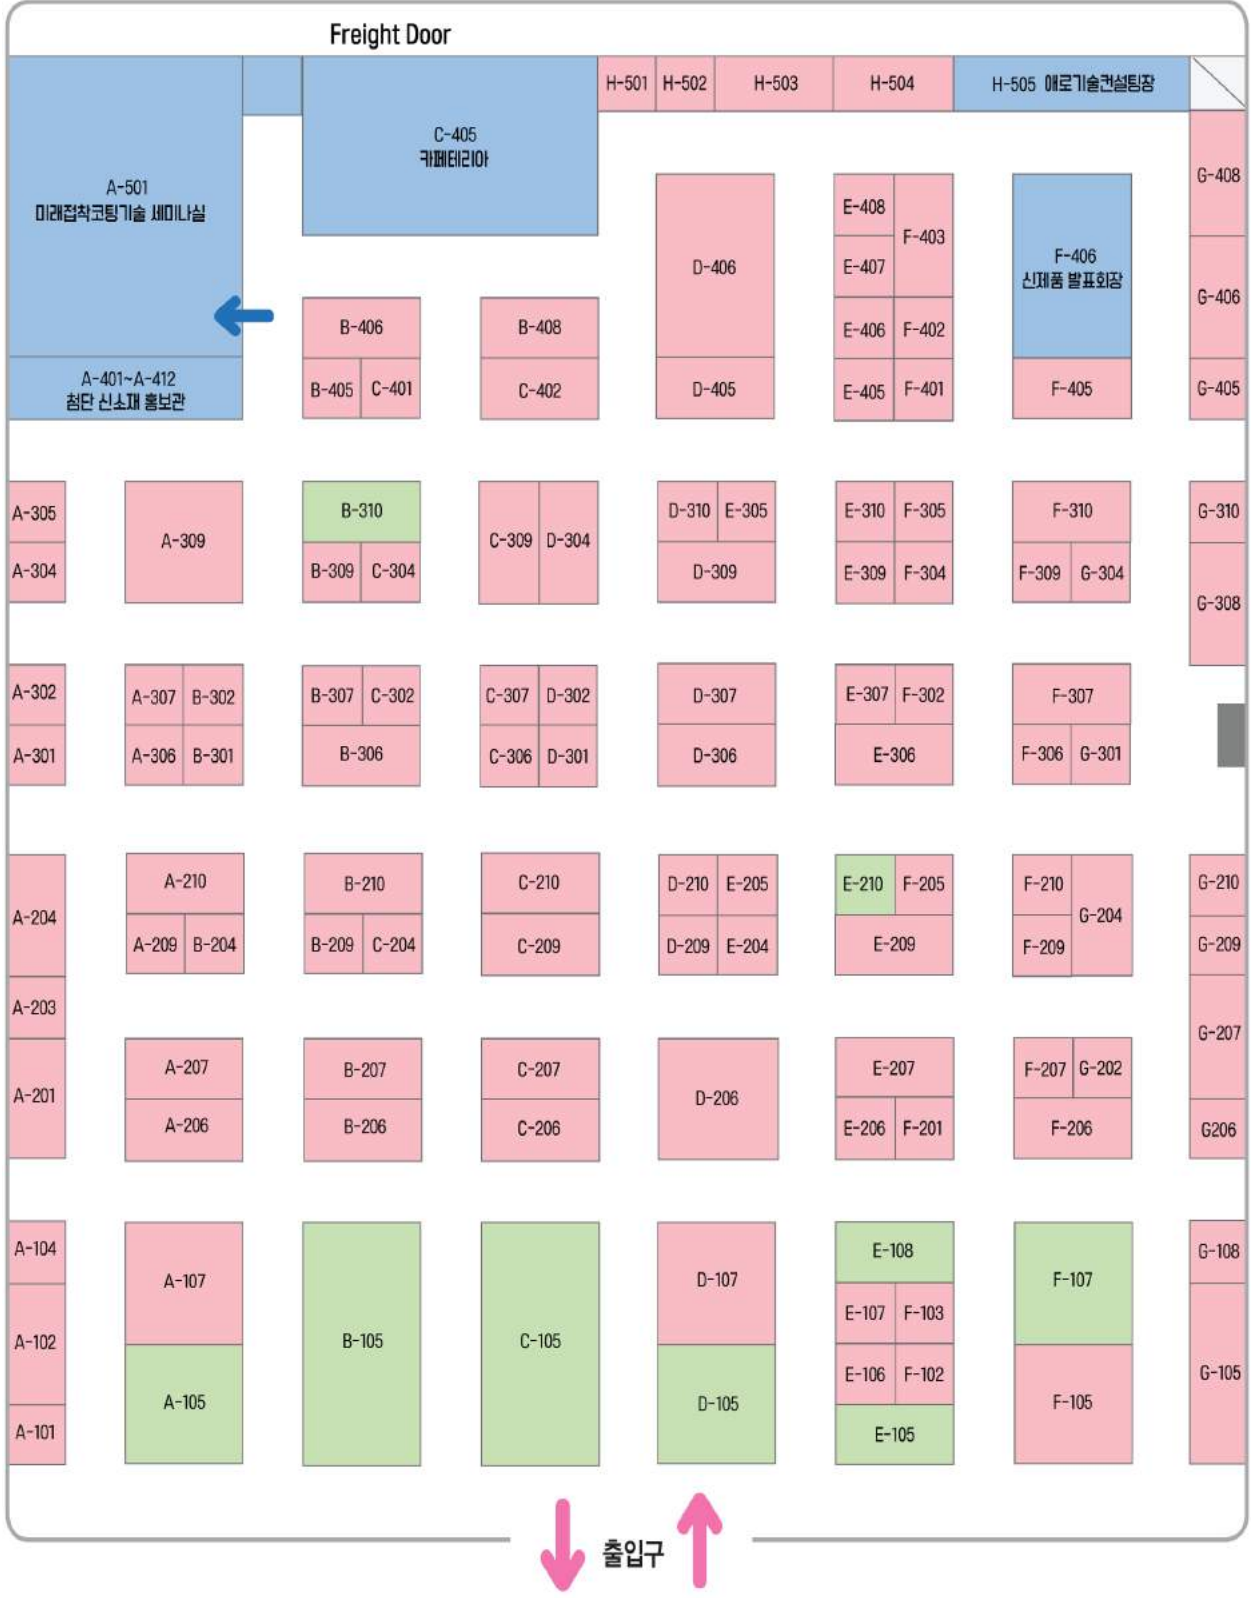 Freight Door
H-501
H-502
H-503
H-504
H-505 애로기술컨설팅장
A-501
미래접착코팅기술 세미나실
C-405
카페테리아
G-408
D-406
E-408
F-403
E-407
F-406
신제품 발표회장
G-406
B-406
B-408
E-406
F-402
A-401~A-412
첨단 신소재 홍보관
B-405
C-401
C-402
D-405
E-405
F-401
F-405
G-405
A-305
A-309
B-310
C-309
D-304
D-310
E-305
E-310
F-305
F-310
G-310
A-304
B-309
C-304
D-309
E-309
F-304
F-309
G-304
G-308
A-302
A-307
B-302
B-307
C-302
C-307
D-302
D-307
E-307
F-302
F-307
A-301
A-306
B-301
B-306
C-306
D-301
D-306
E-306
F-306
G-301
A-204
A-210
B-210
C-210
D-210
E-205
E-210
F-205
F-210
G-204
G-210
A-209
B-204
B-209
C-204
C-209
D-209
E-204
E-209
F-209
G-209
A-203
G-207
A-201
A-207
B-207
C-207
D-206
E-207
F-207
G-202
A-206
B-206
C-206
E-206
F-201
F-206
G206
A-104
A-107
B-105
C-105
D-107
E-108
F-107
G-108
A-102
E-107
F-103
E-106
F-102
G-105
A-101
A-105
D-105
E-105
F-105
출입구